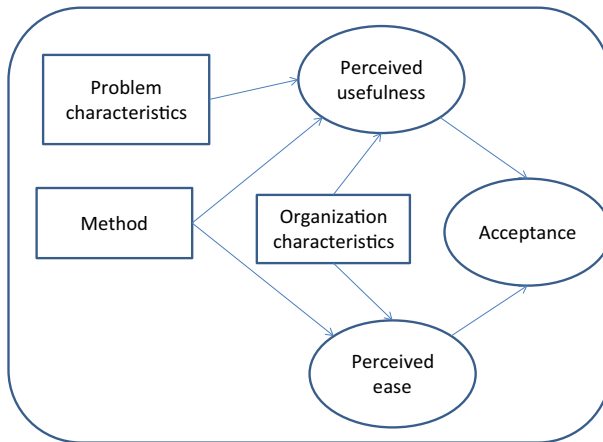 Problem
characteristics
Perceived
usefulness
Method
Organization
characteristics
Acceptance
Perceived
ease